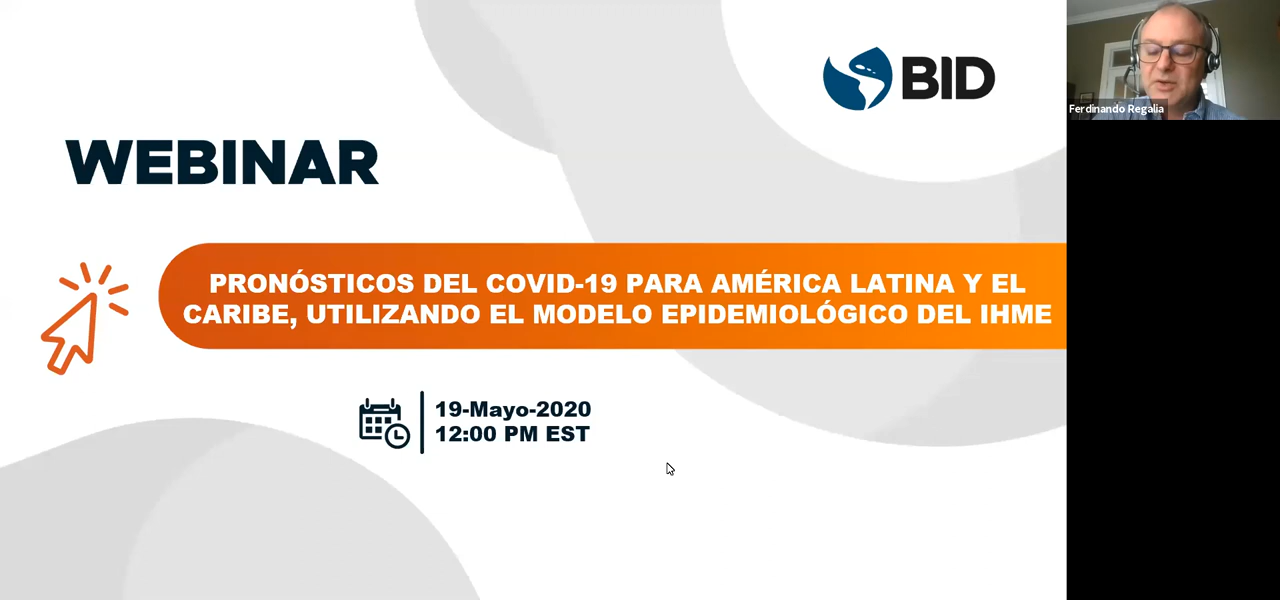 BID
WEBINAR
PRONÓSTICOS DEL COVID-19 PARA AMÉRICA LATINA Y EL
CARIBE, UTILIZANDO EL MODELO EPIDEMIOLÓGICO DEL IHME
19-Mayo-2020
12:00 PM EST
Ferdinando Regalia